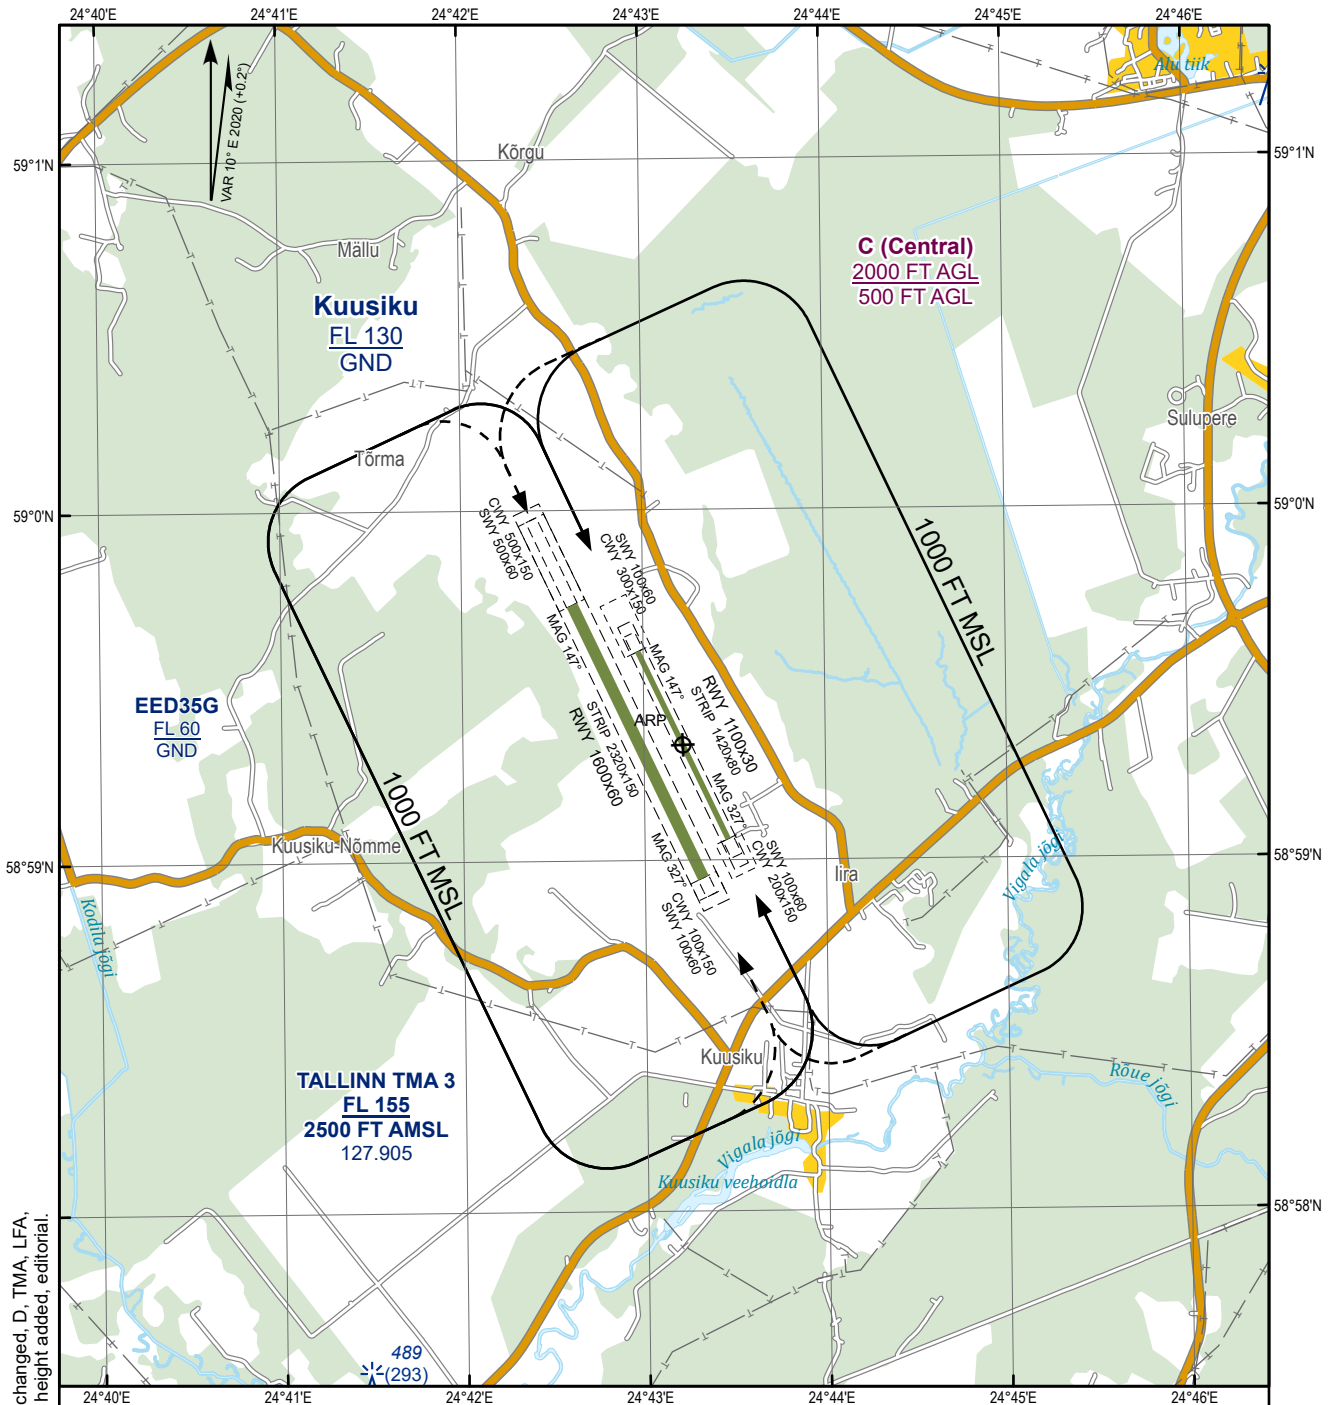 24°40'E
24°41'E
24°42'E
24°43'E
24°44'E
24°45'E
24°46'E
VAR 10° E 2020 (+0.2°)
Alu tiik
59°1'N
59°1'N
Kõrgu
Mällu
C (Central)
2000 FT AGL
500 FT AGL
Kuusiku
FL 130
GND
Sulupere
Tõrma
59°0'N
59°0'N
CWY 500x150
SWY 500x60
SWY 100x60
CWY 300x150
1000 FT MSL
MAG 147°
MAG 147°
RWY 1100x30
STRIP 1420x80
EED35G
FL 60
GND
ARP
STRIP 2320x150
RWY 1600x60
MAG 327°
1000 FT MSL
Kuusiku-Nõmme
MAG 327°
SWY 100x60
CWY 200x150
Iira
Vigala jõgi
58°59'N
58°59'N
CWY 100x150
SWY 100x60
Kodila jõgi
Kuusiku
Rõue jõgi
TALLINN TMA 3
FL 155
2500 FT AMSL
127.905
Vigala jõgi
Kuusiku veehoidla
58°58'N
changed, D, TMA, LFA,
height added, editorial.
489
(293)
24°40'E
24°41'E
24°42'E
24°43'E
24°44'E
24°45'E
24°46'E